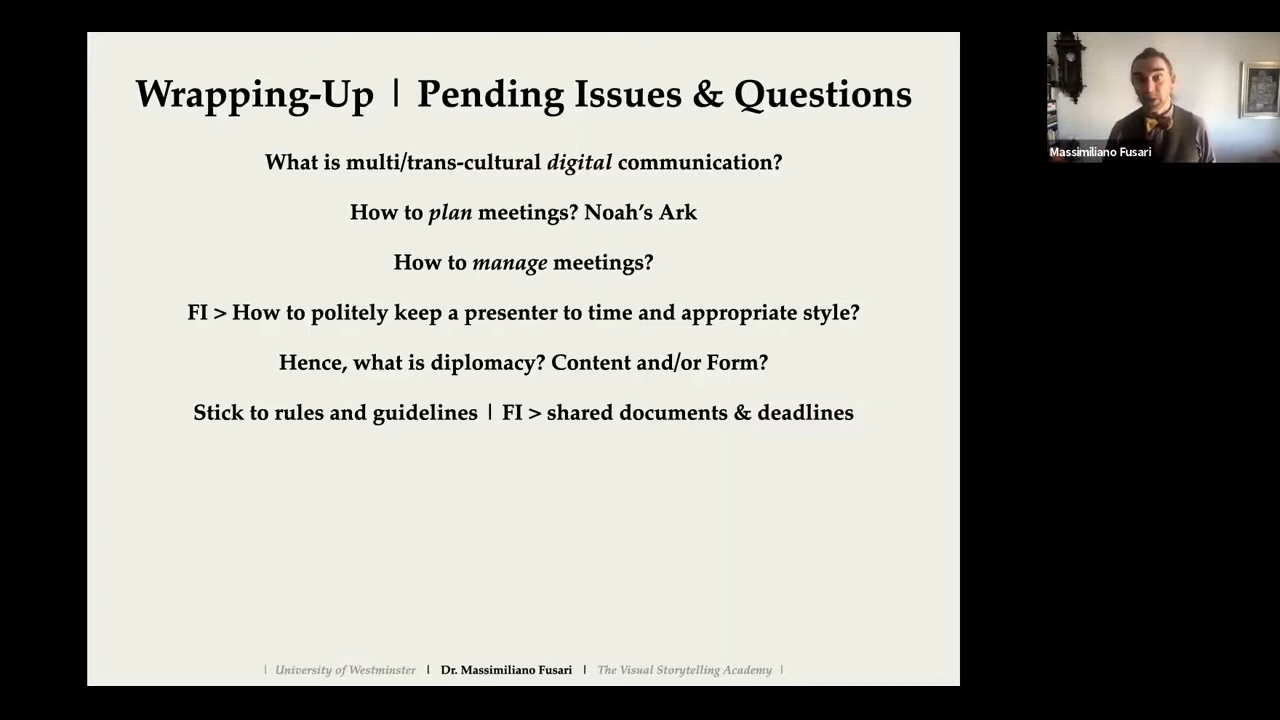 Wrapping-Up | Pending Issues & Questions
What is multi/trans-cultural digital communication?
How to plan meetings? Noah’s Ark
How to manage meetings?
FI > How to politely keep a presenter to time and appropriate style?
Hence, what is diplomacy? Content and/or Form?
Stick to rules and guidelines | FI > shared documents & deadlines
| University of Westminster | Dr. Massimiliano Fusari | The Visual Storytelling Academy |
Massimiliano Fusari